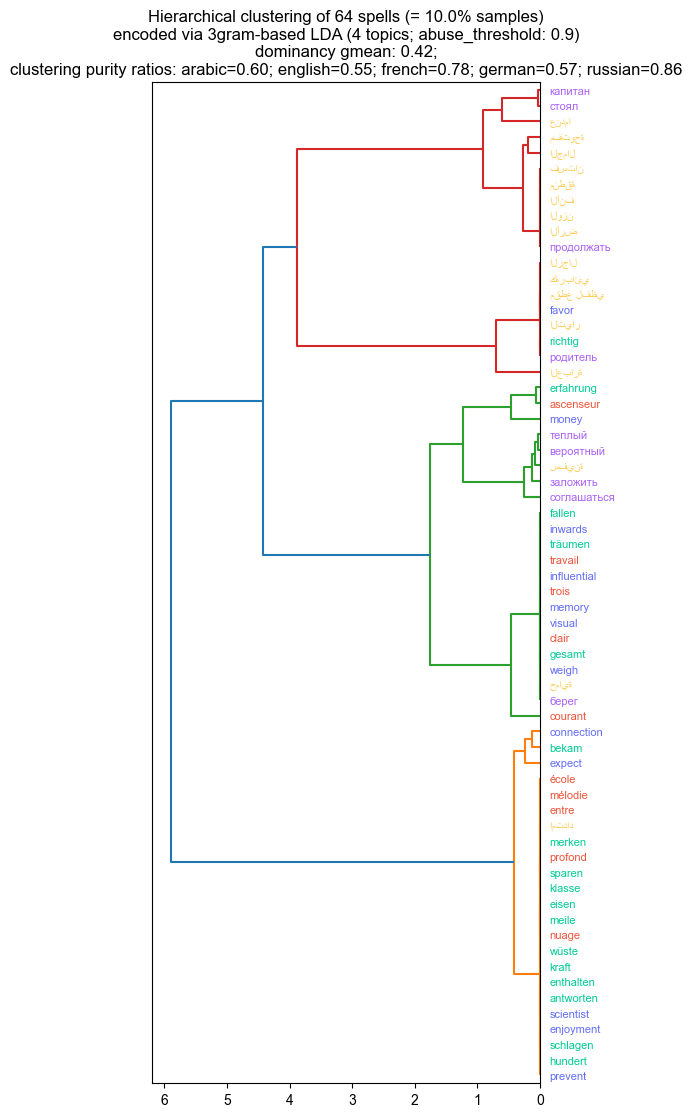 Hierarchical clustering of 64 spells (= 10.0% samples)
encoded via 3gram-based LDA (4 topics; abuse_threshold: 0.9)
dominancy gmean: 0.42;
clustering purity ratios: arabic=0.60; english=0.55; french=0.78; german=0.57; russian=0.86
капитан
стоял
عندما
مفتوحة
الجمال
فستان
منطقة
الأنف
الوزن
الأرض
продолжать
الرجال
كهربائي
مقطع لفظي
favor
التيار
richtig
родитель
العبارة
erfahrung
ascenseur
money
теплый
вероятный
سفينة
заложить
соглашаться
fallen
inwards
träumen
travail
influential
trois
memory
visual
clair
gesamt
weigh
حماية
берег
courant
connection
bekam
expect
école
mélodie
entre
امتداد
merken
profond
sparen
klasse
eisen
meile
nuage
wüste
kraft
enthalten
antworten
scientist
enjoyment
schlagen
hundert
prevent
6 5 4 3 2 1 0